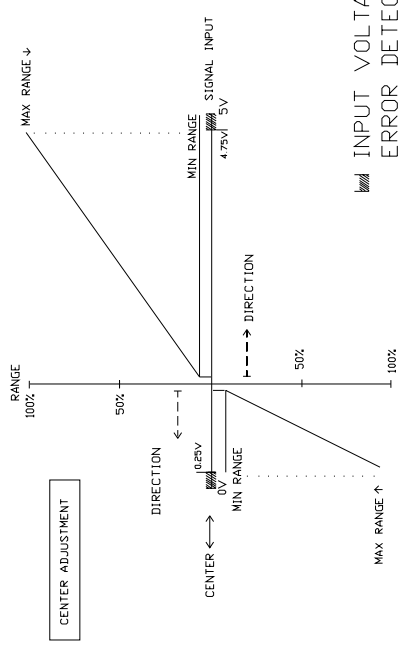 CENTER ADJUSTMENT
RANGE
100%
MAX RANGE ↓
50%
DIRECTION
MIN RANGE
SIGNAL INPUT
0.25V
5V
4.75V
CENTER ↔
0V
MIN RANGE
DIRECTION
50%
MAX RANGE ↑
100%
INPUT VOLTA
ERROR DETEC